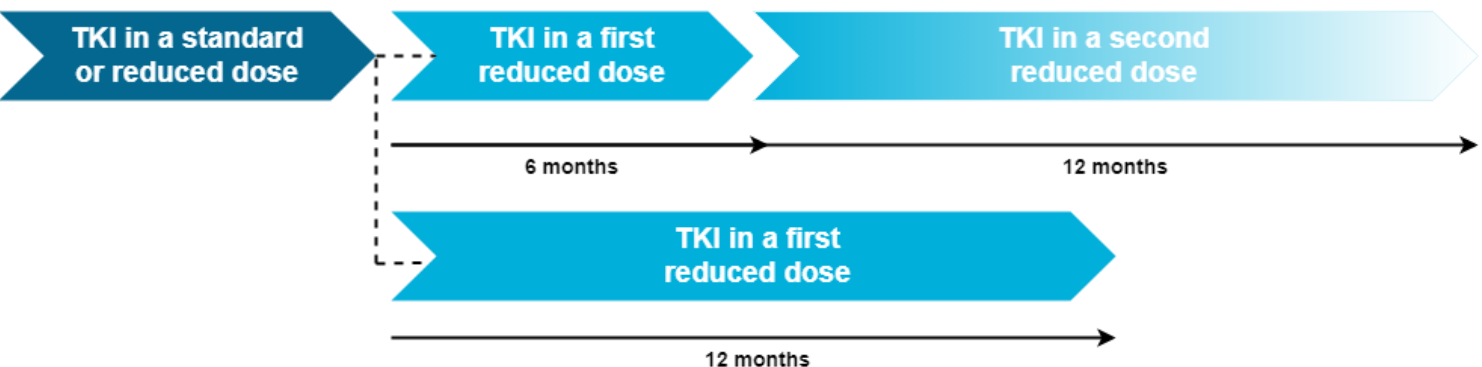 TKI in a standard
or reduced dose
TKI in a first
reduced dose
TKI in a second
reduced dose
6 months
12 months
TKI in a first
reduced dose
12 months